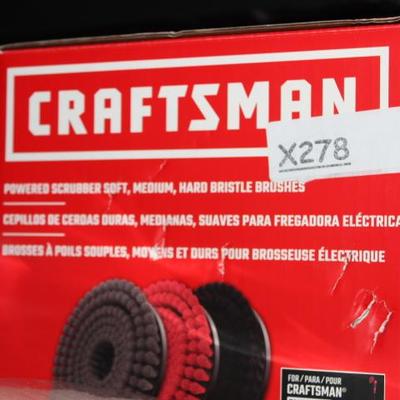 CRAFTSMAN
X278
POWERED SCRUBBER SOFT, MEDIUM, HARD BRISTLE BRUSHES
CEPILLOS DE CERDAS DURAS, MEDIANAS, SUAVES PARA FREGADORA ELÉCTRICA
BROSSES À POILS SOUPLES, MOYENS ET DURS POUR BROSSEUSE ÉLECTRIQUE
FOR/PARA/POUR
CRAFTSMAN®